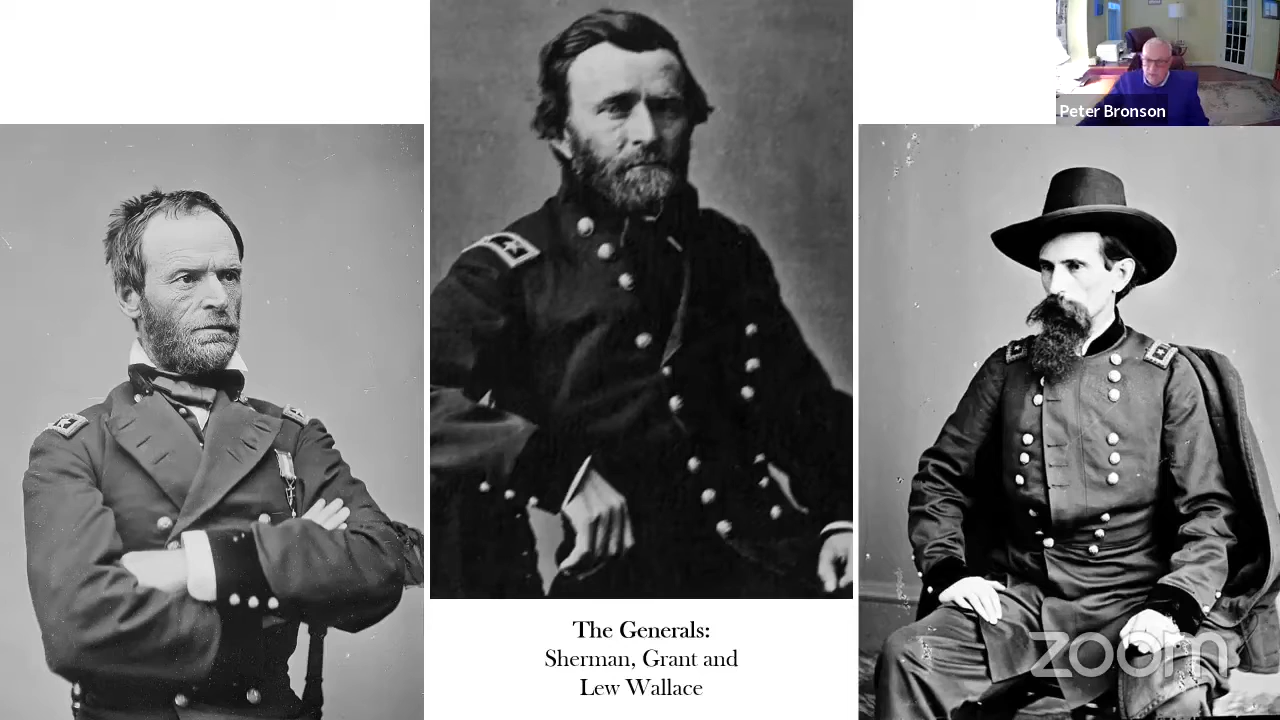 Peter Bronson
The Generals:
Sherman, Grant and
Lew Wallace
zoom